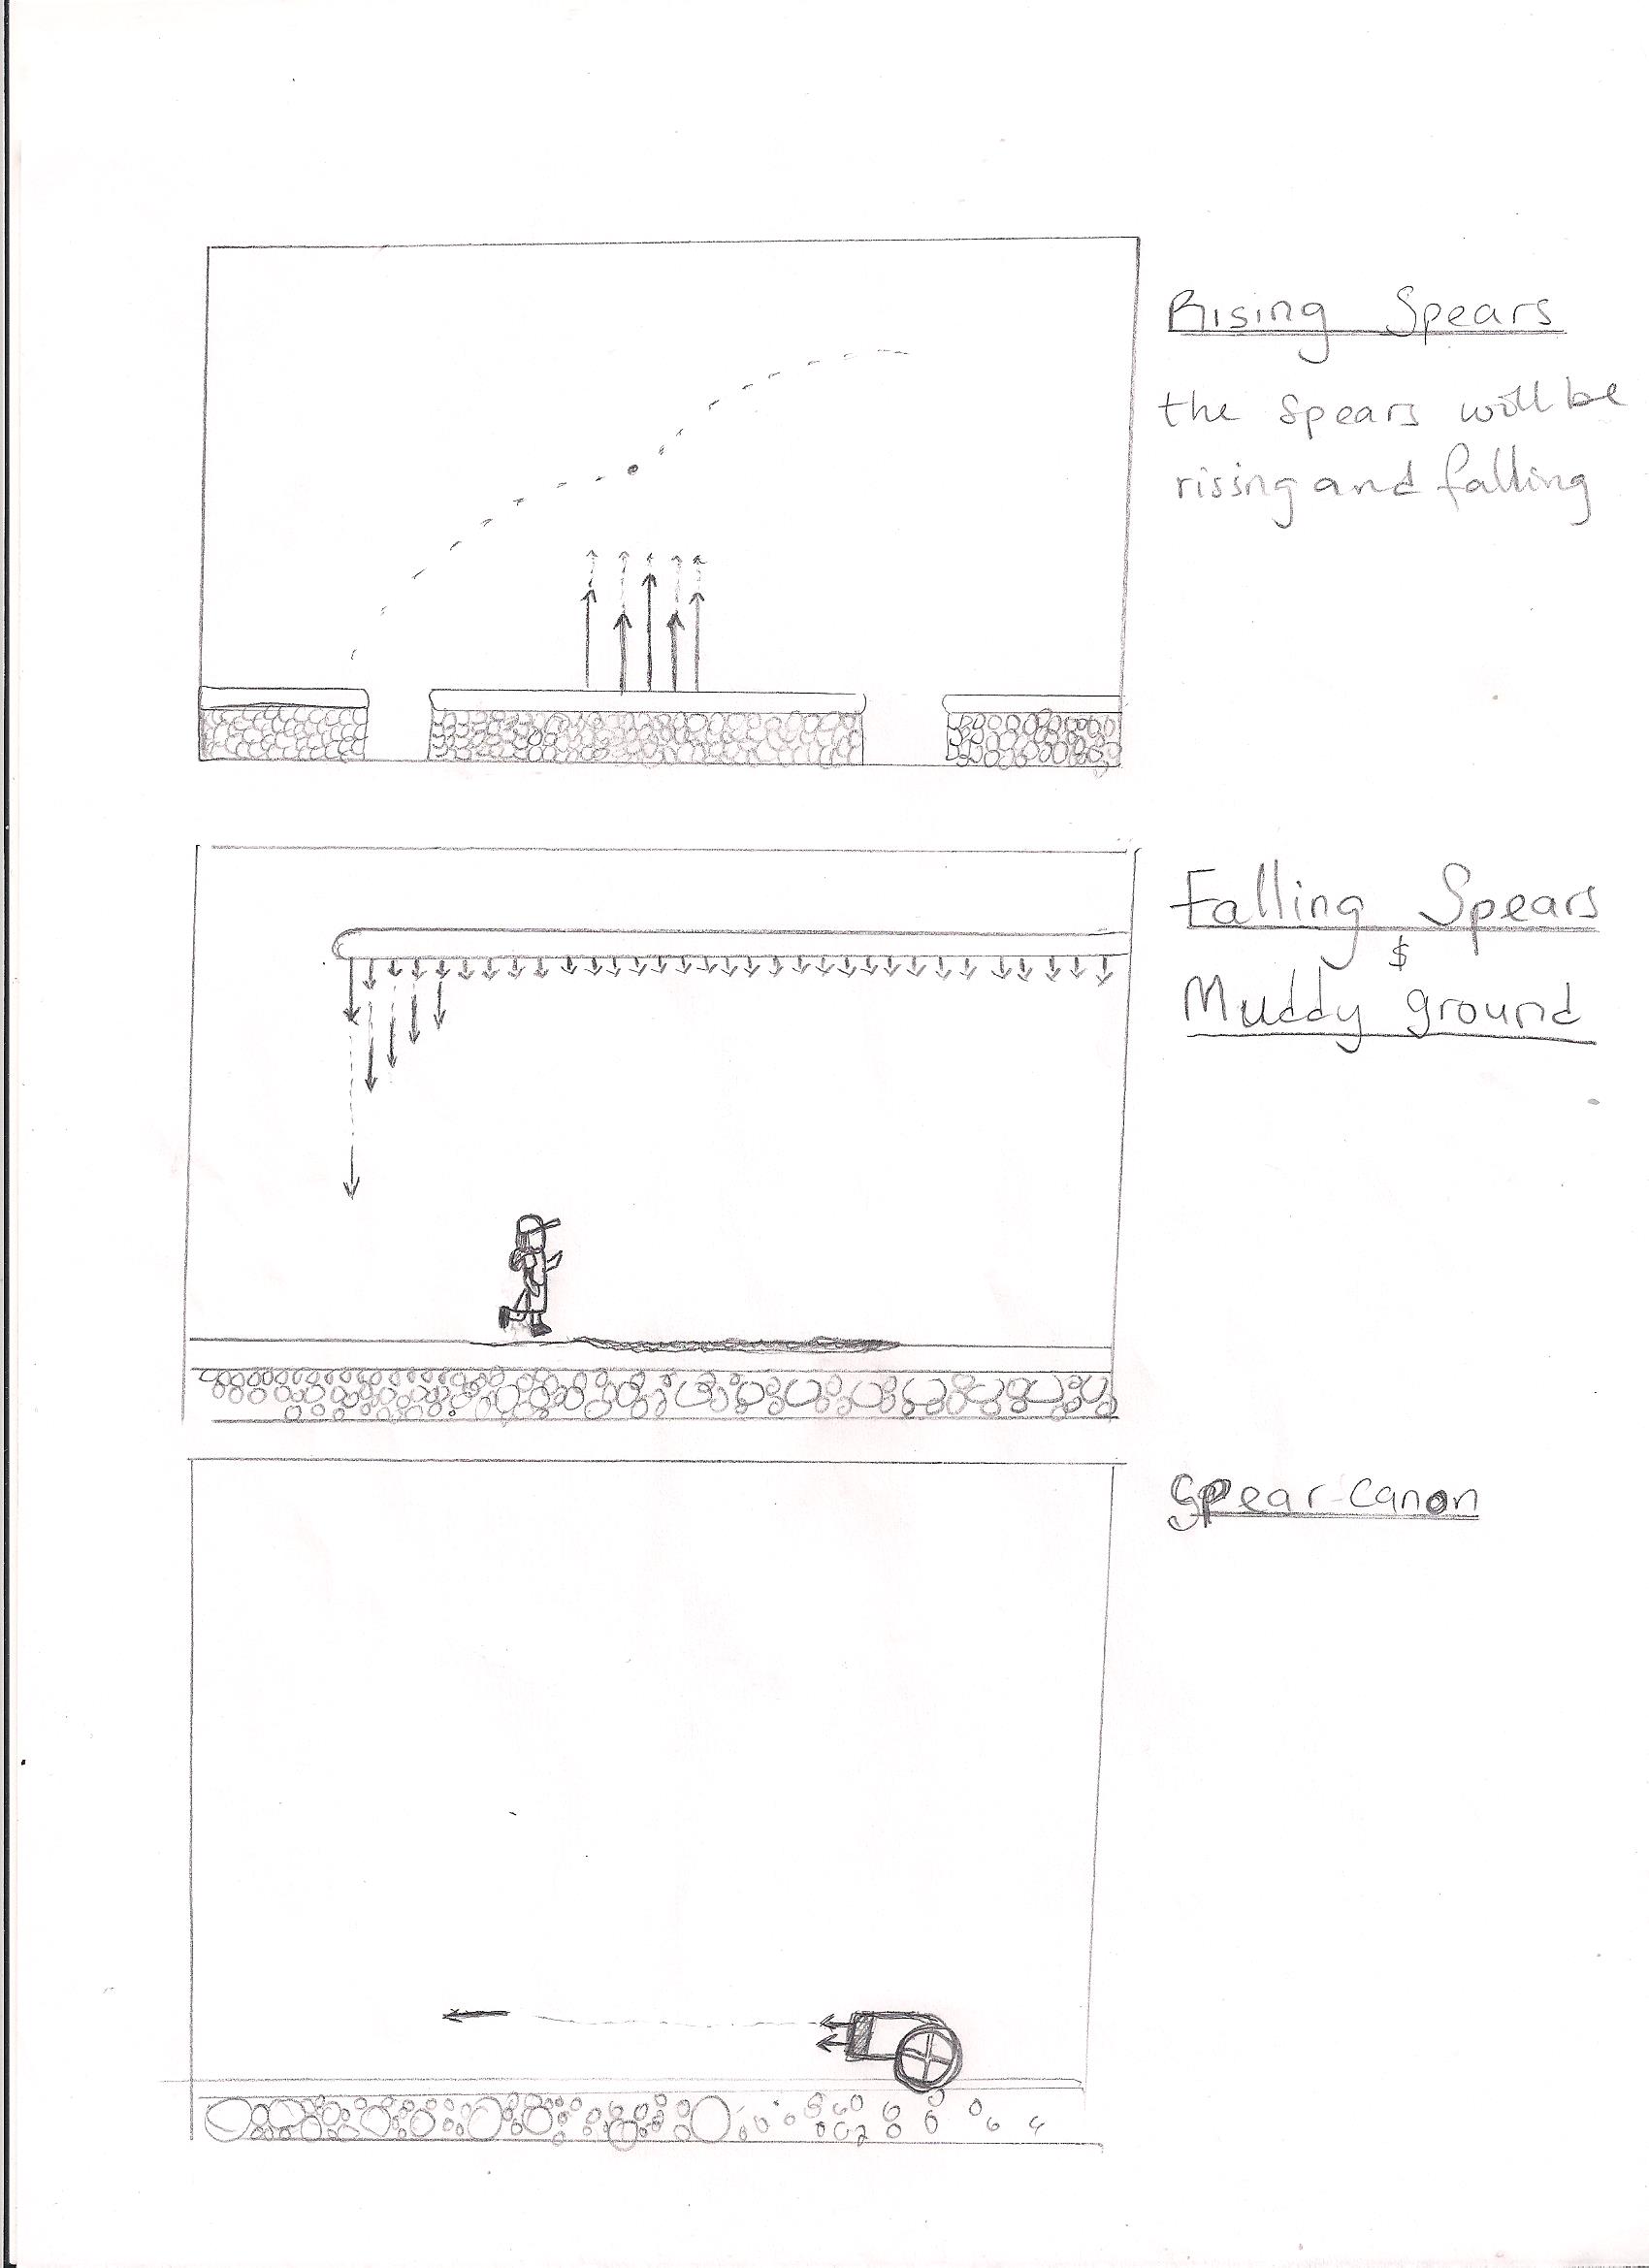 Rising Spears
the spears will be
rising and falling
Falling Spears
$
Muddy ground
Spear-canon